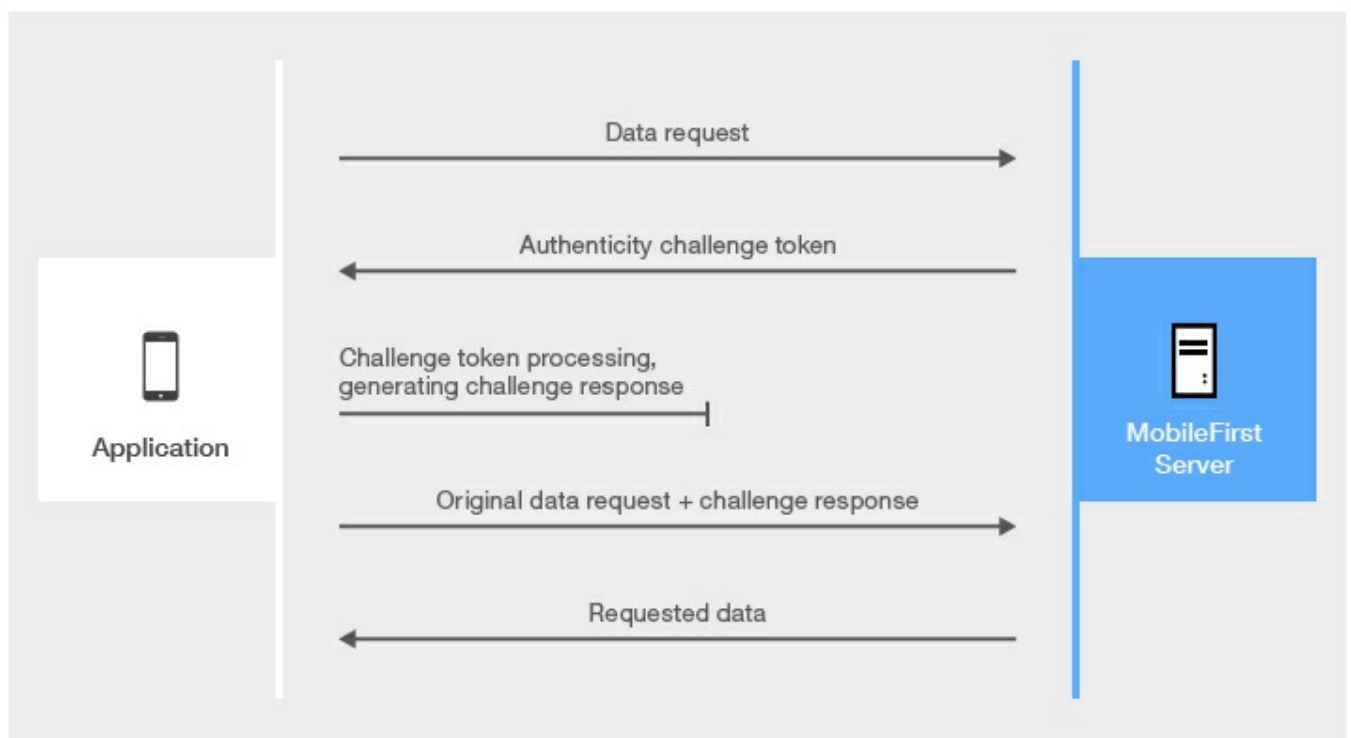 Data request
Authenticity challenge token
Challenge token processing,
generating challenge response
Application
MobileFirst
Server
Original data request + challenge response
Requested data